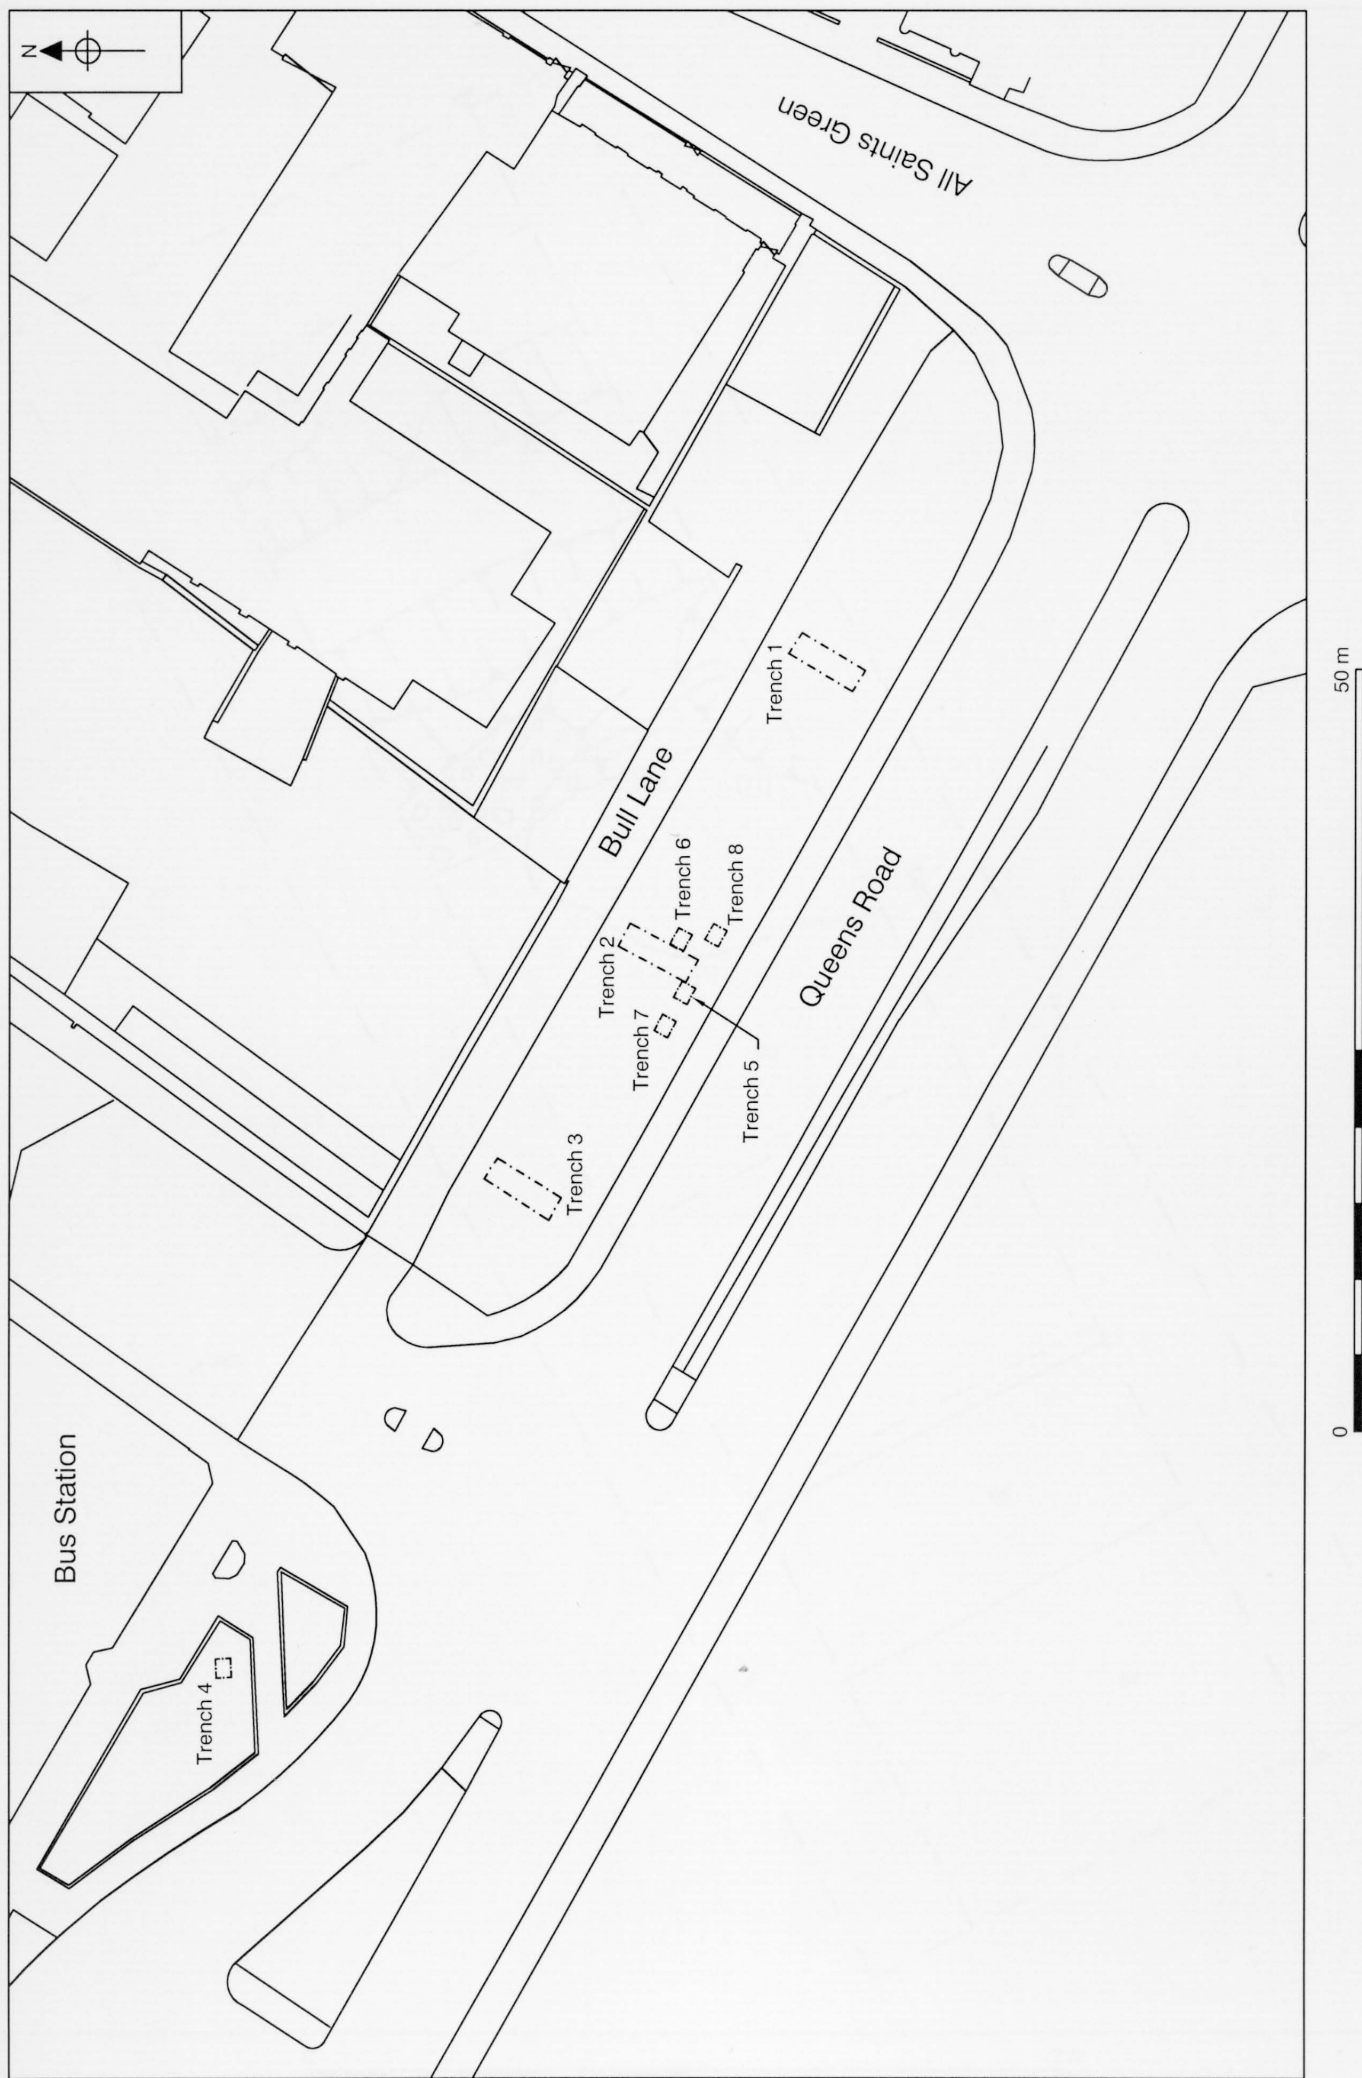 N
Bus Station
All Saints Green
Trench 4
Bull Lane
Trench 3
Trench 2
Trench 7
Trench 6
Trench 8
Trench 1
Trench 5
Queens Road
0
50 m